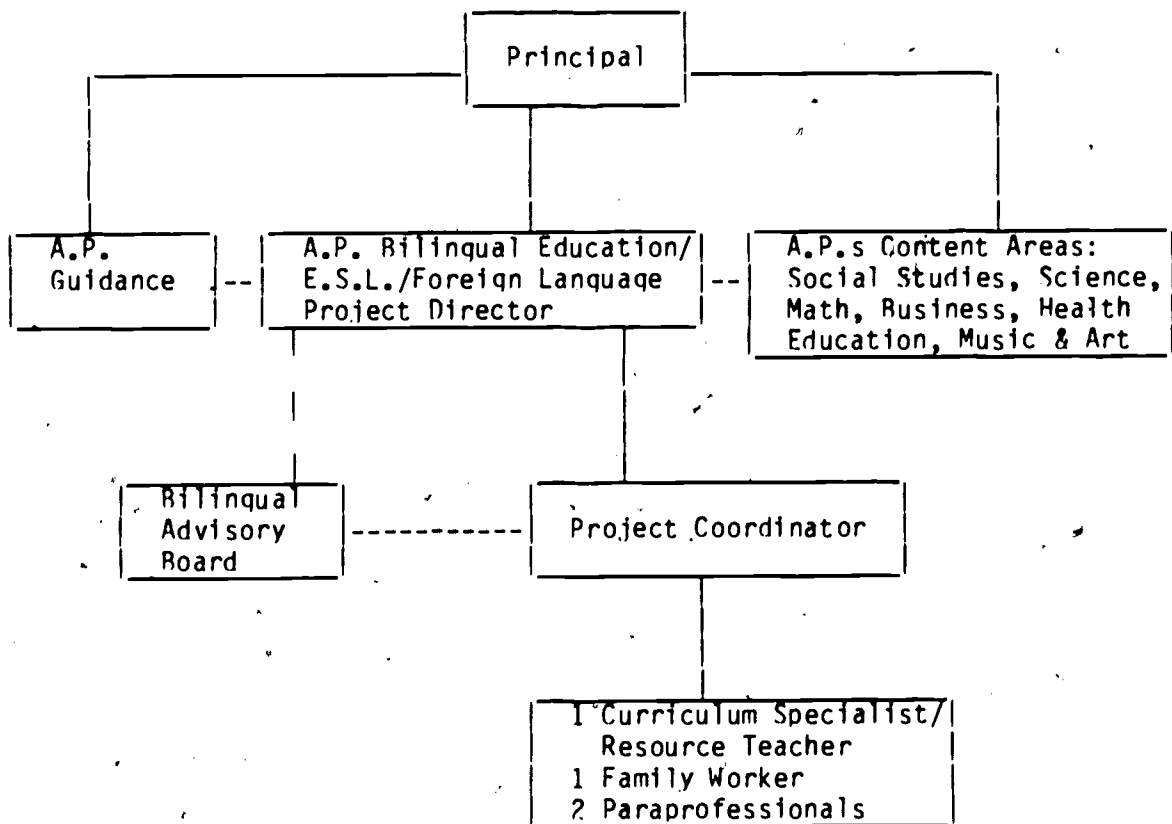 Principal
A.P.
Guidance
A.P. Bilingual Education/
E.S.L./Foreign Language
Project Director
A.P.s Content Areas:
Social Studies, Science,
Math, Business, Health
Education, Music & Art
Bilingual
Advisory
Board
Project Coordinator
1 Curriculum Specialist/
Resource Teacher
1 Family Worker
2 Paraprofessionals